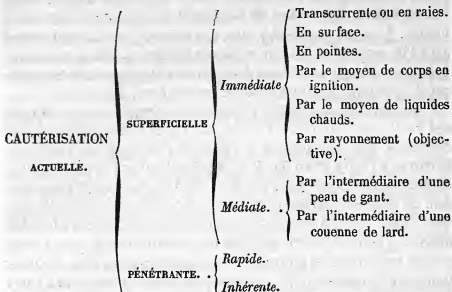 Transcurrente ou en raies.
En surface.
En pointes.
Immédiate
Par le moyen de corps en
ignition.
Par le moyen de liquides
chauds.
SUPERFICIELLE
CAUTÉRISATION
ACTUELLE.
Par rayonnement (objec-
tive).
Médiate. .
Par l'intermédiaire d'une
peau de gant.
Par l'intermédiaire d'une
couenne de lard.
PÉNÉTRANTE. .
Rapide.
Inhérente.